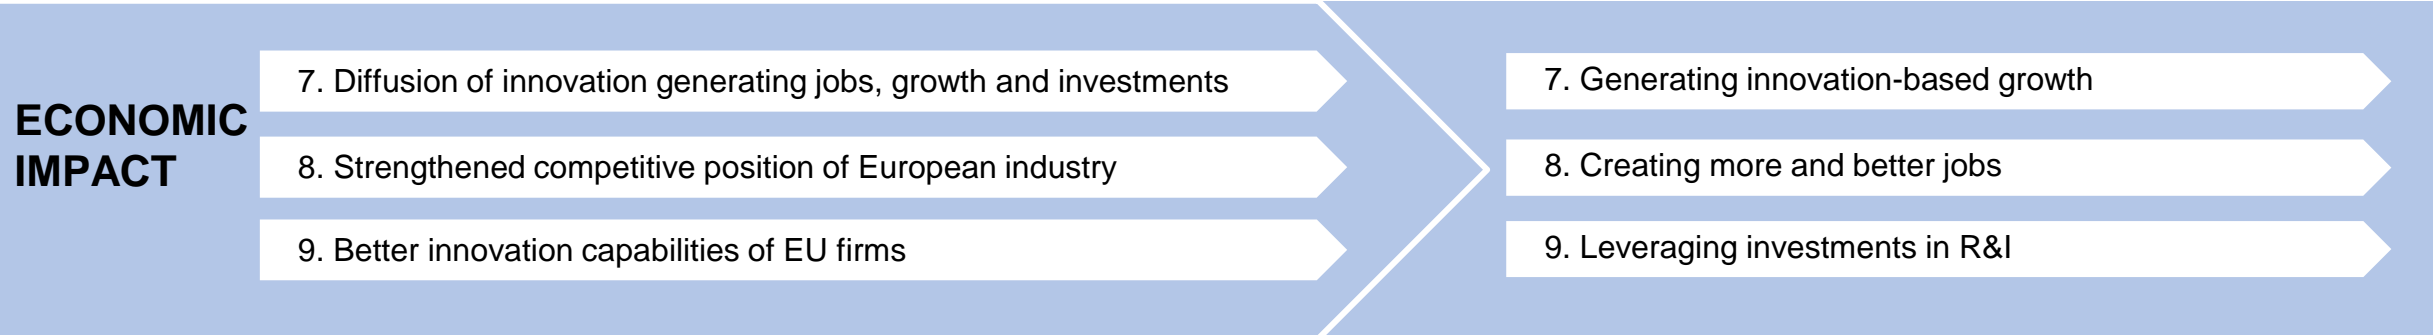 ECONOMIC
IMPACT
7. Diffusion of innovation generating jobs, growth and investments
8. Strengthened competitive position of European industry
9. Better innovation capabilities of EU firms
7. Generating innovation-based growth
8. Creating more and better jobs
9. Leveraging investments in R&I